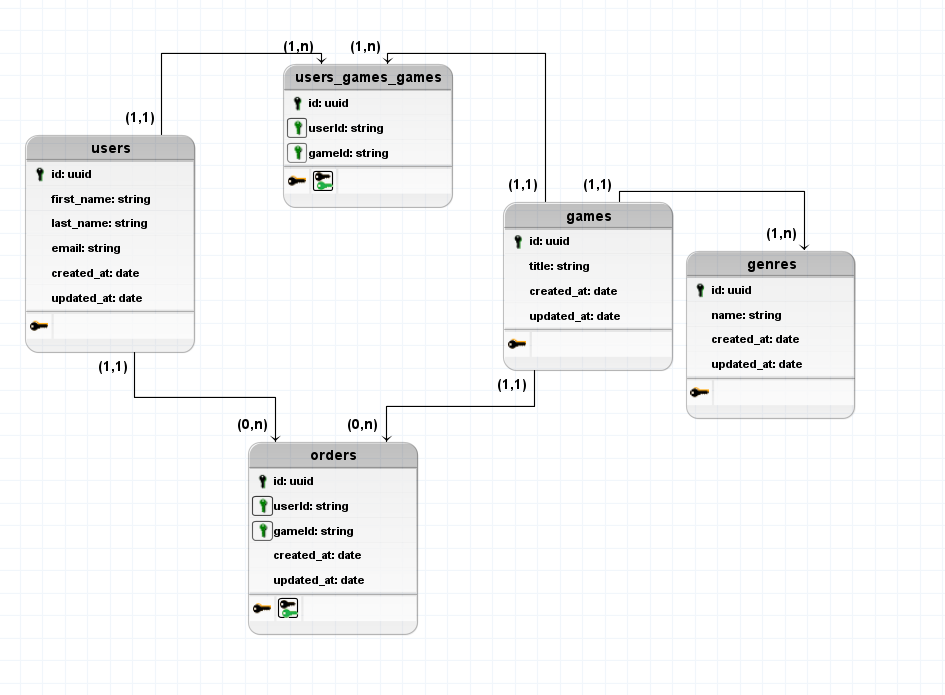 (1,n) (1,n)
users_games_games
id: uuid
userId: string
gameId: string
(1,1)
users
id: uuid
first_name: string
last_name: string
email: string
created_at: date
updated_at: date
(1,1) (1,1)
games
id: uuid
title: string
created_at: date
updated_at: date
(1,n)
genres
id: uuid
name: string
created_at: date
updated_at: date
(1,1)
(1,1)
(0,n) (0,n)
orders
id: uuid
userId: string
gameId: string
created_at: date
updated_at: date